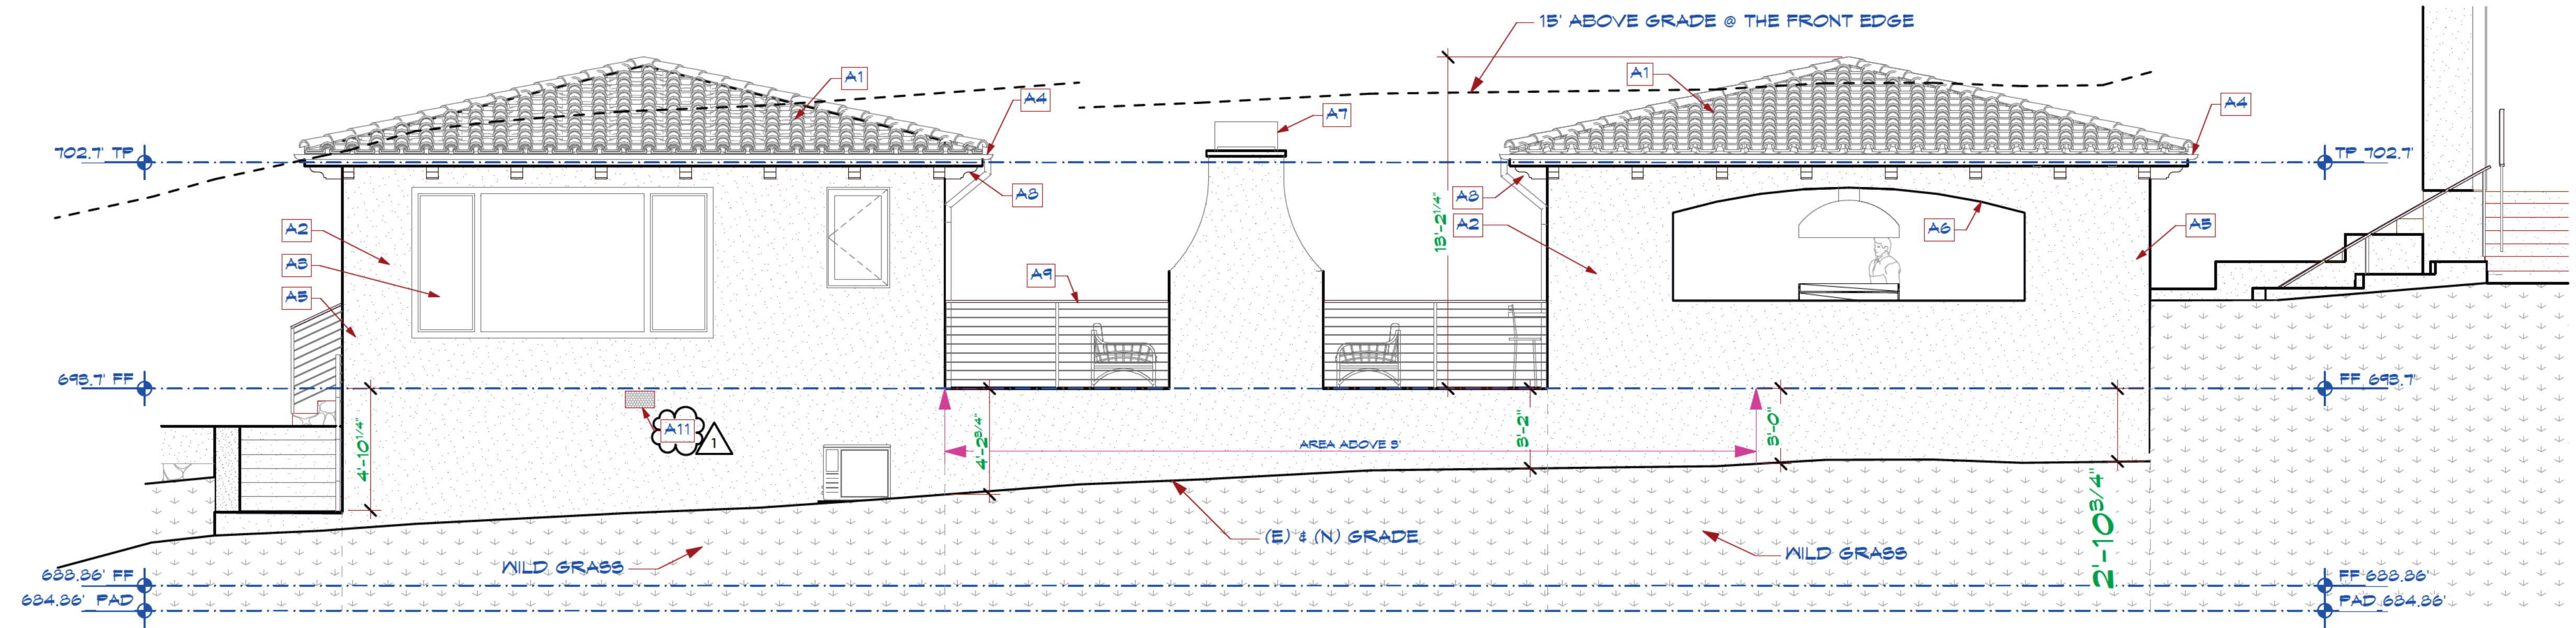 15' ABOVE GRADE @ THE FRONT EDGE
A1
A1
A4
A4
A7
702.7' TP
TP 702.7'
A8
A8
A2
A2
A6
A5
13'-2 1/4"
A3
A9
A5
693.7' FF
FF 693.7'
A11
1
4'-10 1/4"
4'-2 3/4"
AREA ABOVE 3'
3'-2"
3'-0"
2'-10 3/4"
(E) & (N) GRADE
WILD GRASS
WILD GRASS
685.86' FF
FF 685.86'
684.86' PAD
PAD 684.86'